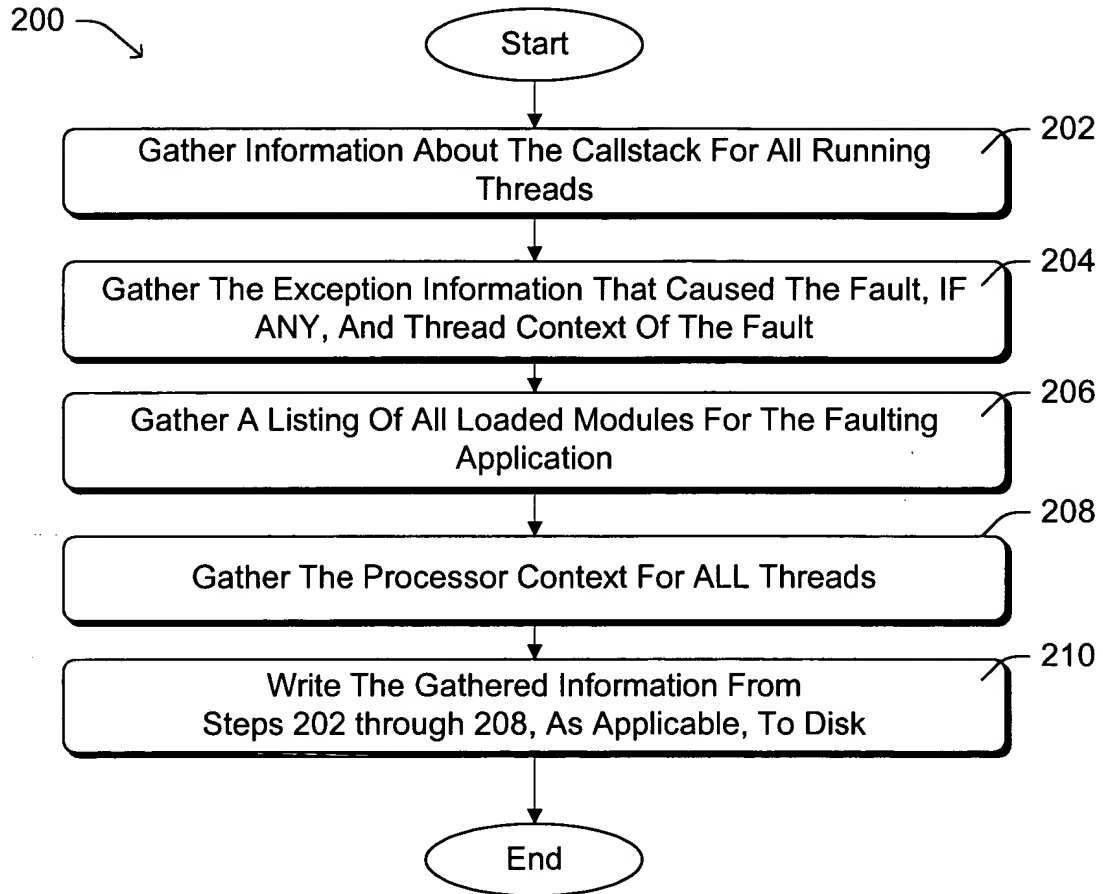 200
Start
202
Gather Information About The Callstack For All Running
Threads
204
Gather The Exception Information That Caused The Fault, IF
ANY, And Thread Context Of The Fault
206
Gather A Listing Of All Loaded Modules For The Faulting
Application
208
Gather The Processor Context For ALL Threads
210
Write The Gathered Information From
Steps 202 through 208, As Applicable, To Disk
End